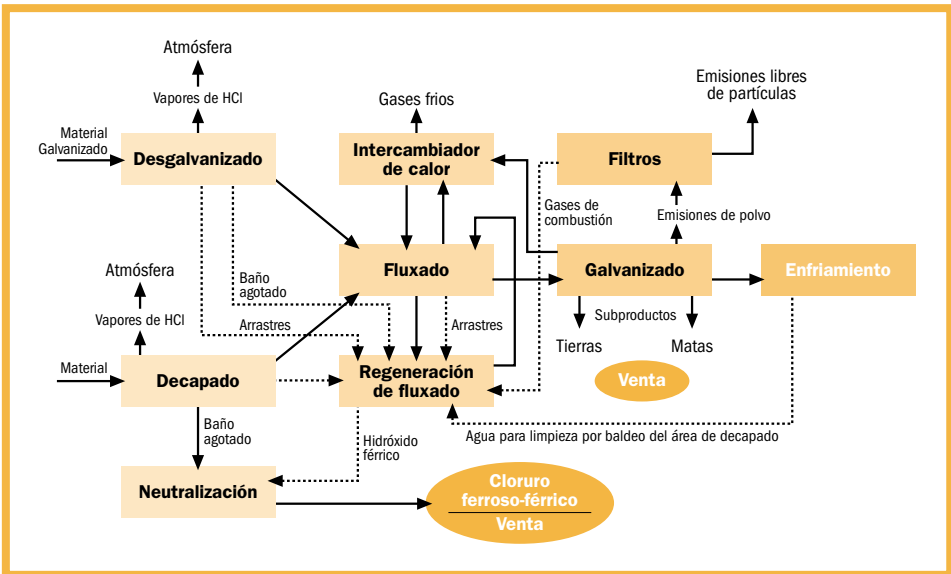 Atmósfera
Vapores de HCl
Material
Galvanizado
Desgalvanizado
Gases frios
Intercambiador
de calor
Emisiones libres
de partículas
Filtros
Gases de
combustión
Emisiones de polvo
Atmósfera
Vapores de HCl
Baño
agotado
Fluxado
Galvanizado
Enfriamiento
Arrastres
Arrastres
Subproductos
Tierras
Matas
Material
Decapado
Regeneración
de fluxado
Venta
Baño
agotado
Hidróxido
férrico
Agua para limpieza por baldeo del área de decapado
Neutralización
Cloruro
ferroso-férrico
Venta